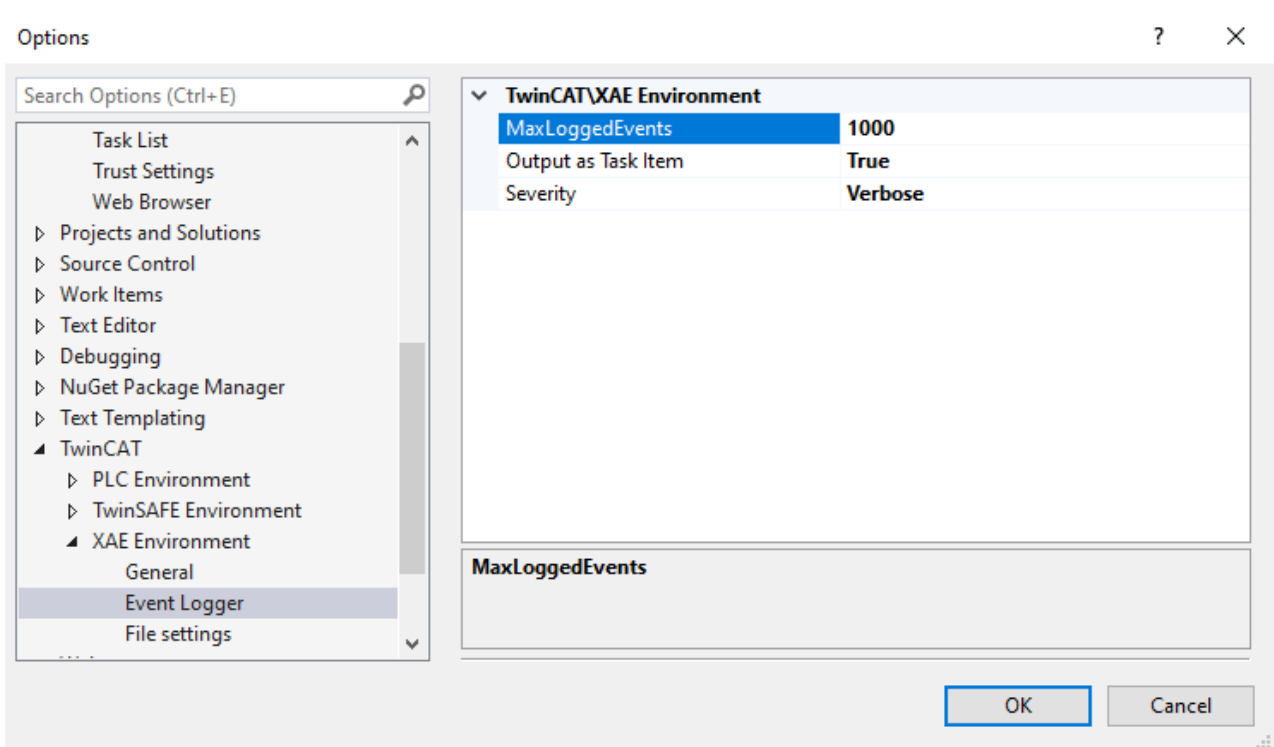 Options
?
Search Options (Ctrl+E)
Task List
Trust Settings
Web Browser
Projects and Solutions
Source Control
Work Items
Text Editor
Debugging
NuGet Package Manager
Text Templating
TwinCAT
PLC Environment
TwinSAFE Environment
XAE Environment
General
Event Logger
File settings
TwinCAT\XAE Environment
MaxLoggedEvents 1000
Output as Task Item True
Severity Verbose
MaxLoggedEvents
OK
Cancel